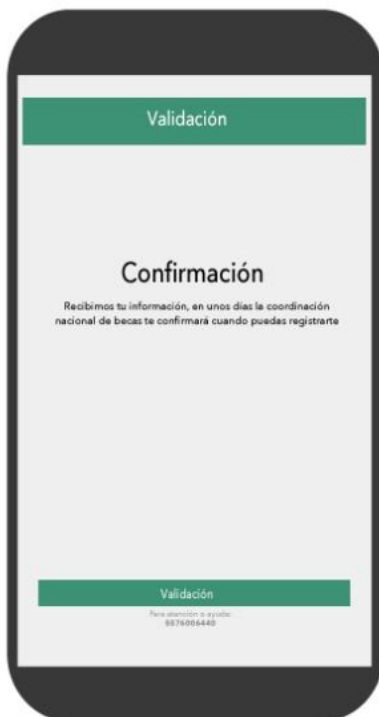 Validación
Confirmación
Recibimos tu información, en unos días la coordinación
nacional de becas te confirmará cuando puedas registrarte
Validación
Para atención o ayuda:
8876006440